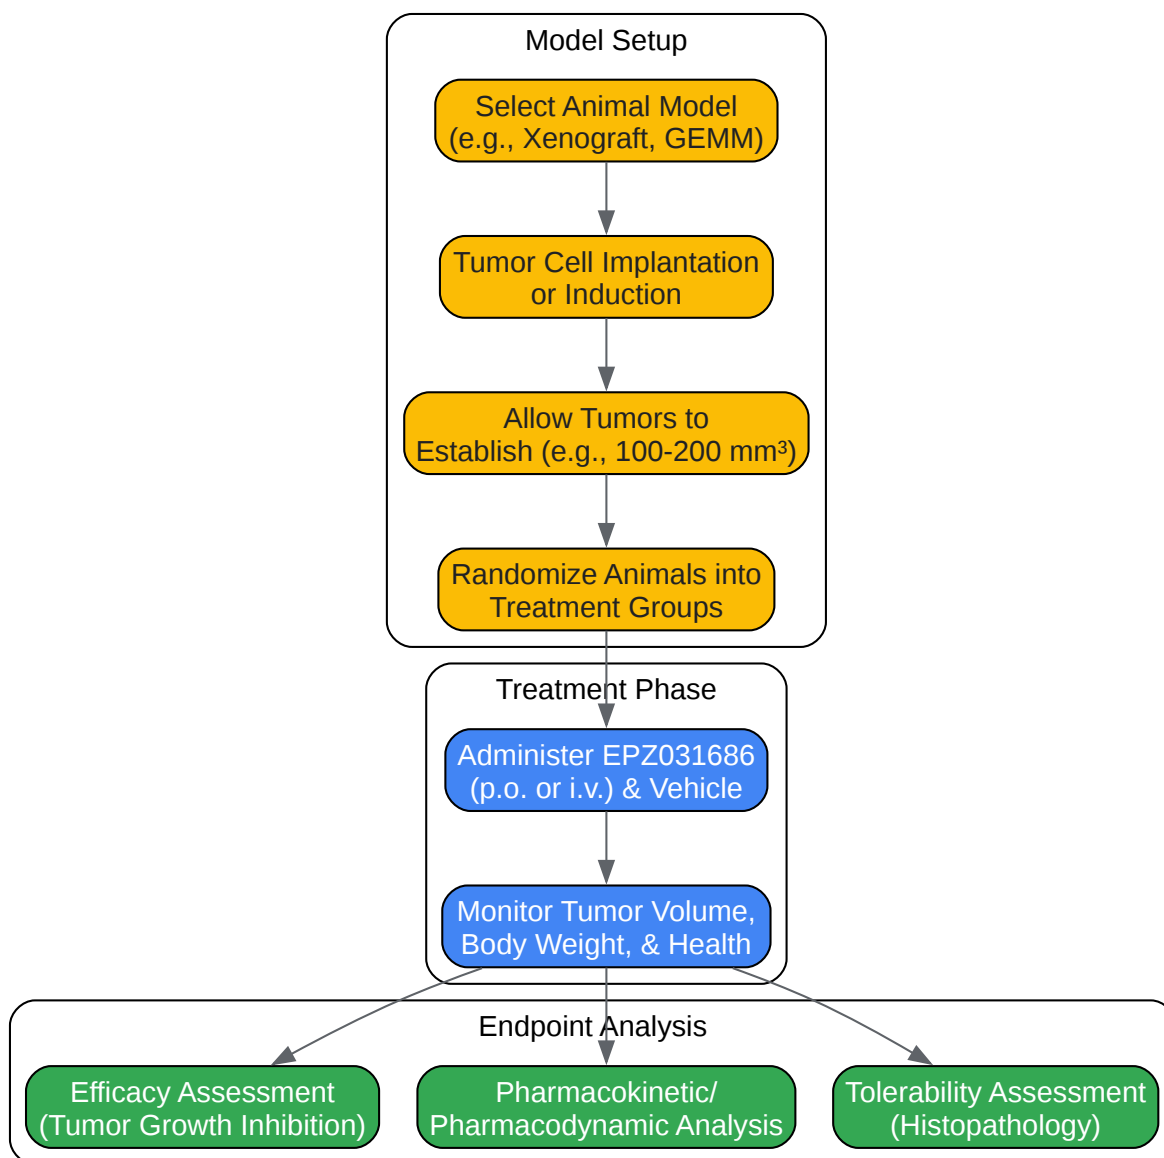 Model Setup
Select Animal Model
(e.g., Xenograft, GEMM)
Tumor Cell Implantation
or Induction
Allow Tumors to
Establish (e.g., 100-200 mm³)
Randomize Animals into
Treatment Groups
Treatment Phase
Administer EPZ031686
(p.o. or i.v.) & Vehicle
Monitor Tumor Volume,
Body Weight, & Health
Endpoint Analysis
Efficacy Assessment
(Tumor Growth Inhibition)
Pharmacokinetic/
Pharmacodynamic Analysis
Tolerability Assessment
(Histopathology)